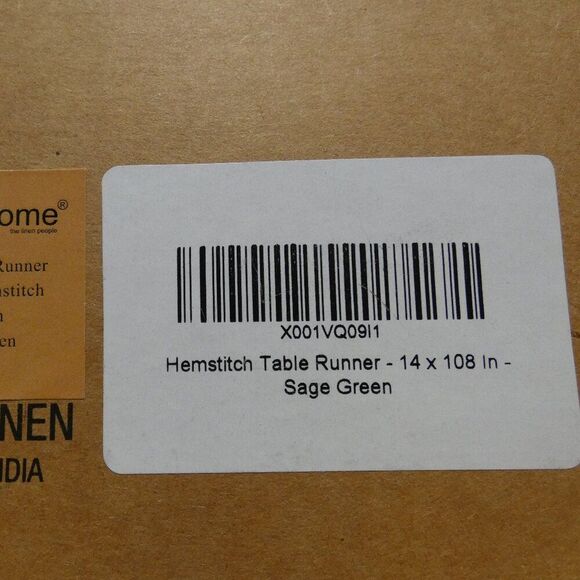 ome®
the linen people
Runner
nstitch
n
en
NEN
NDIA
X001VQ09I1
Hemstitch Table Runner - 14 x 108 In -
Sage Green